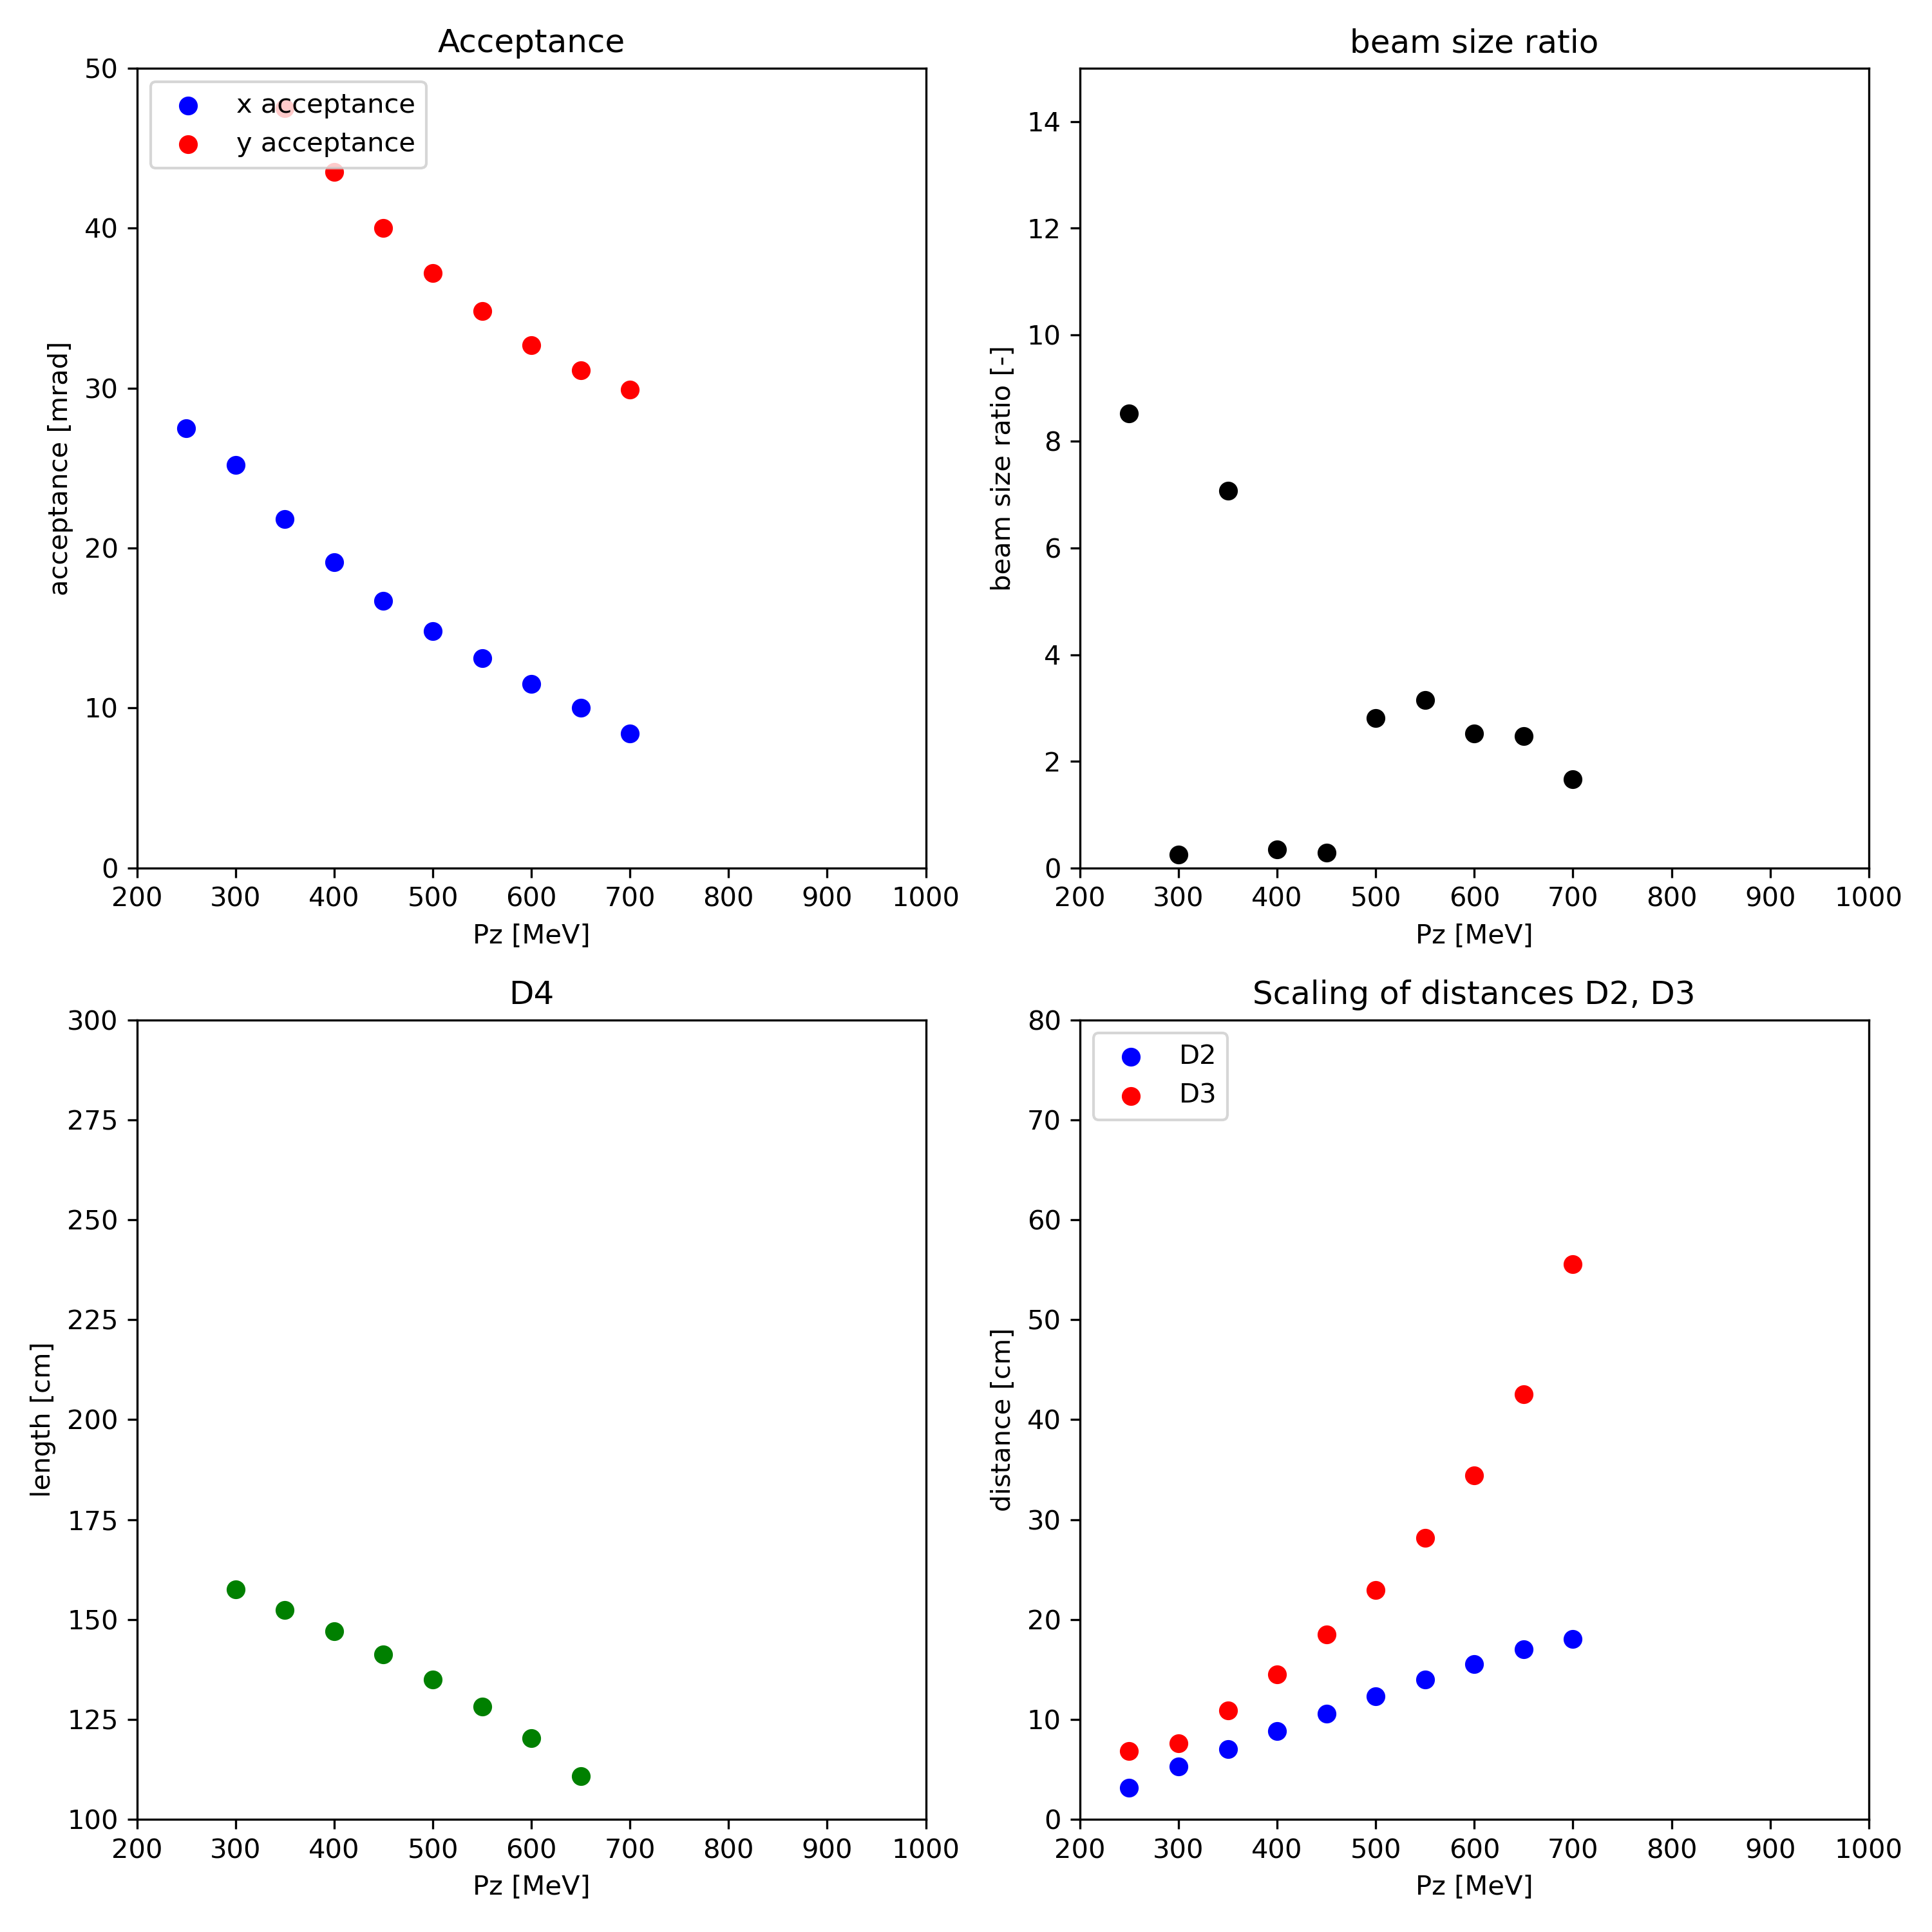 Acceptance
50
40
30
20
10
0
acceptance [mrad]
x acceptance
y acceptance
200 300 400 500 600 700 800 900 1000
Pz [MeV]
beam size ratio
14
12
10
8
6
4
2
0
beam size ratio [-]
200 300 400 500 600 700 800 900 1000
Pz [MeV]
D4
300
275
250
225
200
175
150
125
100
length [cm]
200 300 400 500 600 700 800 900 1000
Pz [MeV]
Scaling of distances D2, D3
80
70
60
50
40
30
20
10
0
distance [cm]
D2
D3
200 300 400 500 600 700 800 900 1000
Pz [MeV]